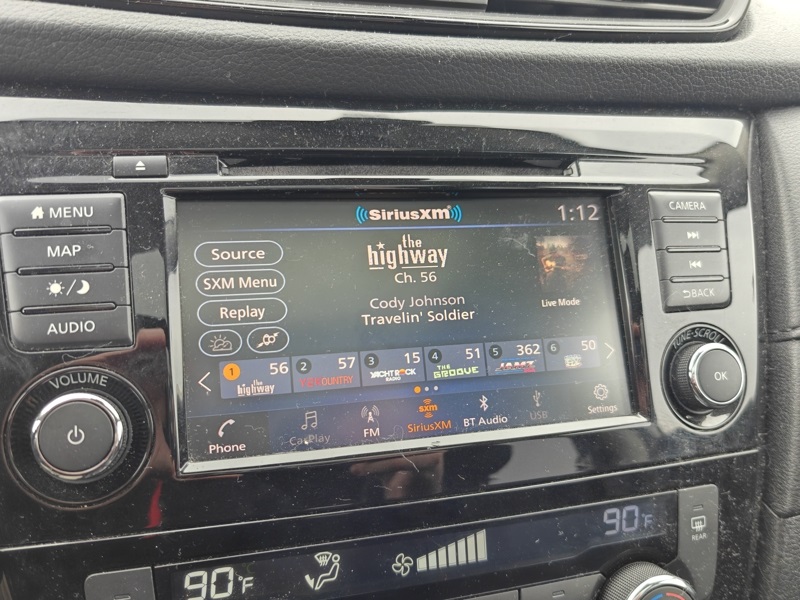 MENU
MAP
AUDIO
VOLUME
SiriusXM
1:12
Source
SXM Menu
Replay
the
highway
Ch. 56
Cody Johnson
Travelin' Soldier
Live Mode
1 56 the highway
2 57 COUNTRY
3 15 YACHT ROCK RADIO
4 51 THE GROOVE
5 362
6 50
Phone
CarPlay
FM
sxm
SiriusXM
BT Audio
USB
Settings
CAMERA
BACK
TUNE-SCROLL
OK
90°F
90°F
REAR